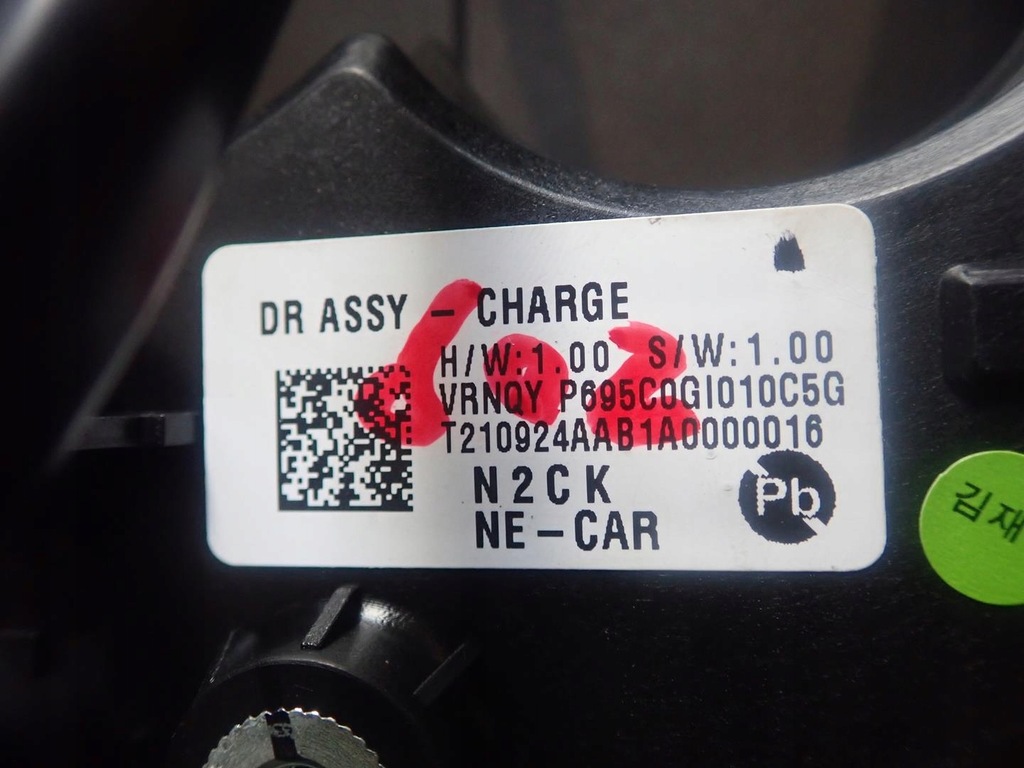 DR ASSY - CHARGE
H/W:1.00 S/W:1.00
VRNQY P695C0GI010C5G
T210924AAB1A0000016
N2CK
NE-CAR
Pb
602
김재